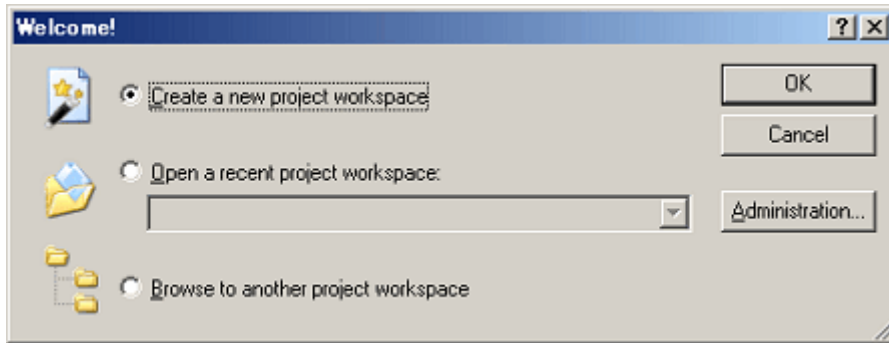 Welcome!
Create a new project workspace
OK
Cancel
Open a recent project workspace:
Administration...
Browse to another project workspace